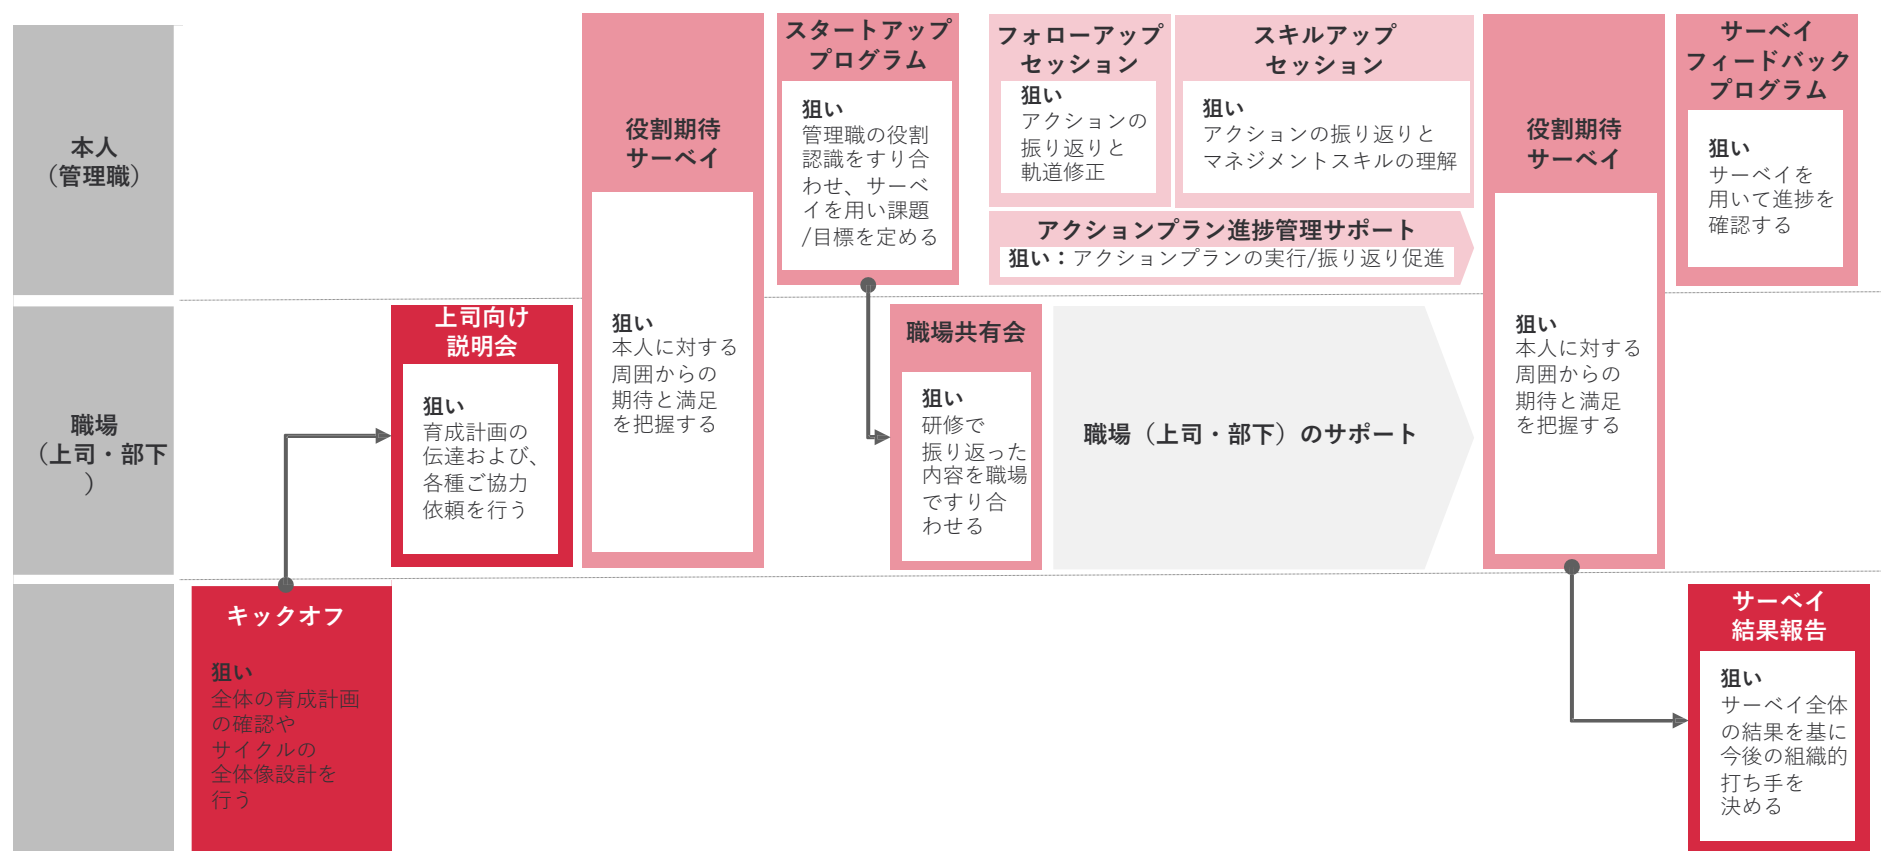 本人
（管理職）
役割期待
サーベイ
狙い
本人に対する
周囲からの
期待と満足
を把握する
スタートアップ
プログラム
狙い
管理職の役割
認識をすり合
わせ、サーベ
イを用い課題
/目標を定める
フォローアップ
セッション
狙い
アクションの
振り返りと
軌道修正
スキルアップ
セッション
狙い
アクションの振り返りと
マネジメントスキルの理解
アクションプラン進捗管理サポート
狙い：アクションプランの実行/振り返り促進
役割期待
サーベイ
狙い
本人に対する
周囲からの
期待と満足
を把握する
サーベイ
フィードバック
プログラム
狙い
サーベイを
用いて進捗を
確認する
職場
（上司・部下
）
上司向け
説明会
狙い
育成計画の
伝達および、
各種ご協力
依頼を行う
職場共有会
狙い
研修で
振り返った
内容を職場
ですり合
わせる
職場（上司・部下）のサポート
キックオフ
狙い
全体の育成計画
の確認や
サイクルの
全体像設計を
行う
サーベイ
結果報告
狙い
サーベイ全体
の結果を基に
今後の組織的
打ち手を
決める